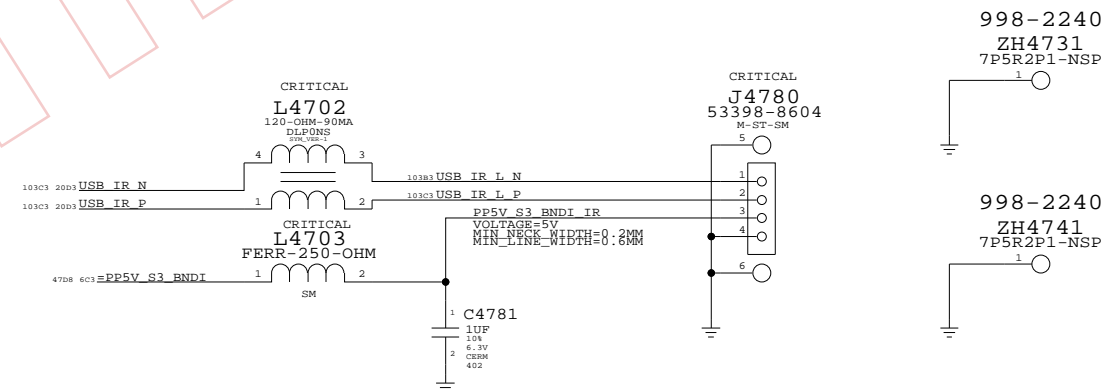 998-2240
ZH4731
7P5R2P1-NSP
1
CRITICAL
L4702
120-OHM-90MA
DLP0NS
SYM_VER-1
4 3
103C3 20D3 USB_IR_N
103C3 20D3 USB_IR_P
1 2
CRITICAL
L4703
FERR-250-OHM
47D8 6C3 =PP5V_S3_BNDI
1 2
SM
103B3 USB_IR_L_N
103C3 USB_IR_L_P
PP5V_S3_BNDI_IR
VOLTAGE=5V
MIN_NECK_WIDTH=0.2MM
MIN_LINE_WIDTH=0.6MM
1
C4781
1UF
10%
6.3V
2
CERM
402
CRITICAL
J4780
53398-8604
M-ST-SM
5
1
2
3
4
6
998-2240
ZH4741
7P5R2P1-NSP
1